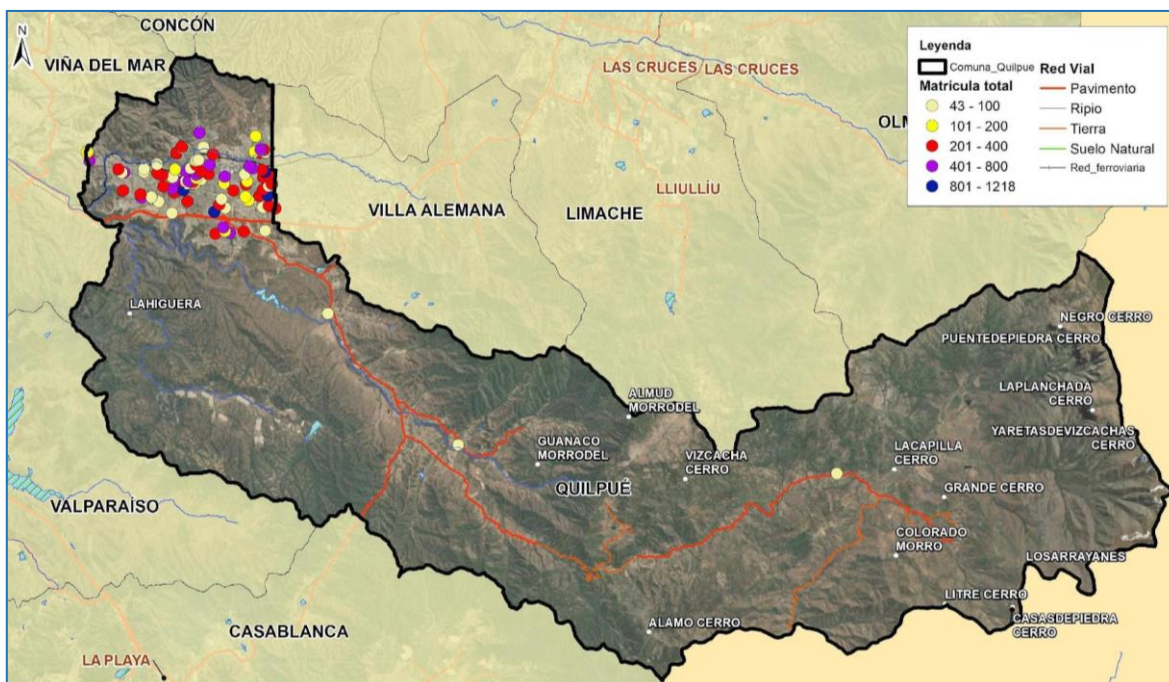 CONCÓN
N
VIÑA DEL MAR
LAS CRUCES
LAS CRUCES
OLM
Leyenda
Comuna_Quilpue
Matrícula total
43 - 100
101 - 200
201 - 400
401 - 800
801 - 1218
Red Vial
Pavimento
Ripio
Tierra
Suelo Natural
Red_ferroviaria
LLIULLÍU
VILLA ALEMANA
LIMACHE
LAHIGUERA
NEGRO CERRO
PUENTEDEPIEDRA CERRO
LAPLANCHADA
CERRO
ALMUD
MORRODEL
YARETASDEVIZCACHAS
CERRO
GUANACO
MORRODEL
VIZCACHA
CERRO
LACAPILLA
CERRO
QUILPUÉ
GRANDE CERRO
VALPARAÍSO
COLORADO
MORRO
LOSARRAYANES
LITRE CERRO
CASASDEPIEDRA
CERRO
ALAMO CERRO
CASABLANCA
LA PLAYA